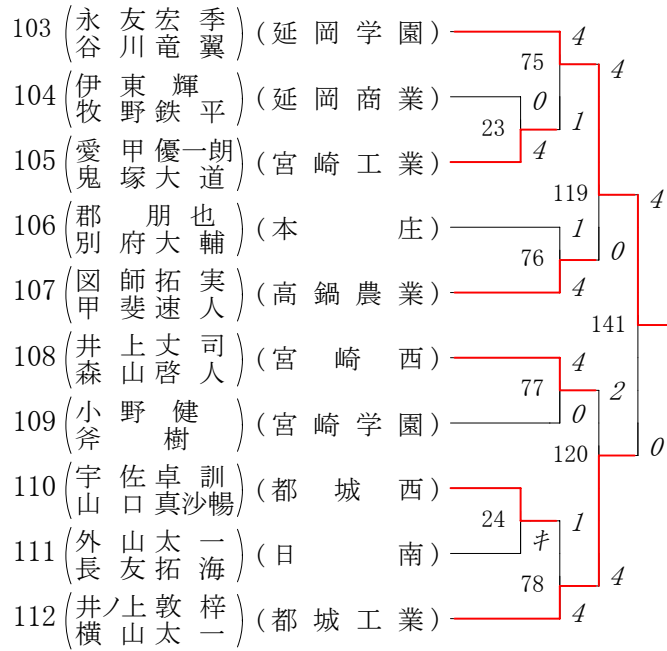 103 永友宏季 谷川竜翼 (延岡学園) 4
75 4
104 伊東輝 牧野鉄平 (延岡商業) 0
23 1
105 愛甲優一朗 鬼塚大道 (宮崎工業) 4
119 4
106 郡朋也 別府大輔 (本庄) 1
76 0
107 図師拓実 甲斐速人 (高鍋農業) 4
141
108 井上丈司 森山啓人 (宮崎西) 4
77 2
109 小野健 斧樹 (宮崎学園) 0
120 0
110 宇佐卓訓 山口真沙暢 (都城西)
24 1
111 外山太一 長友拓海 (日南) キ
78 4
112 井ノ上敦梓 横山太一 (都城工業) 4